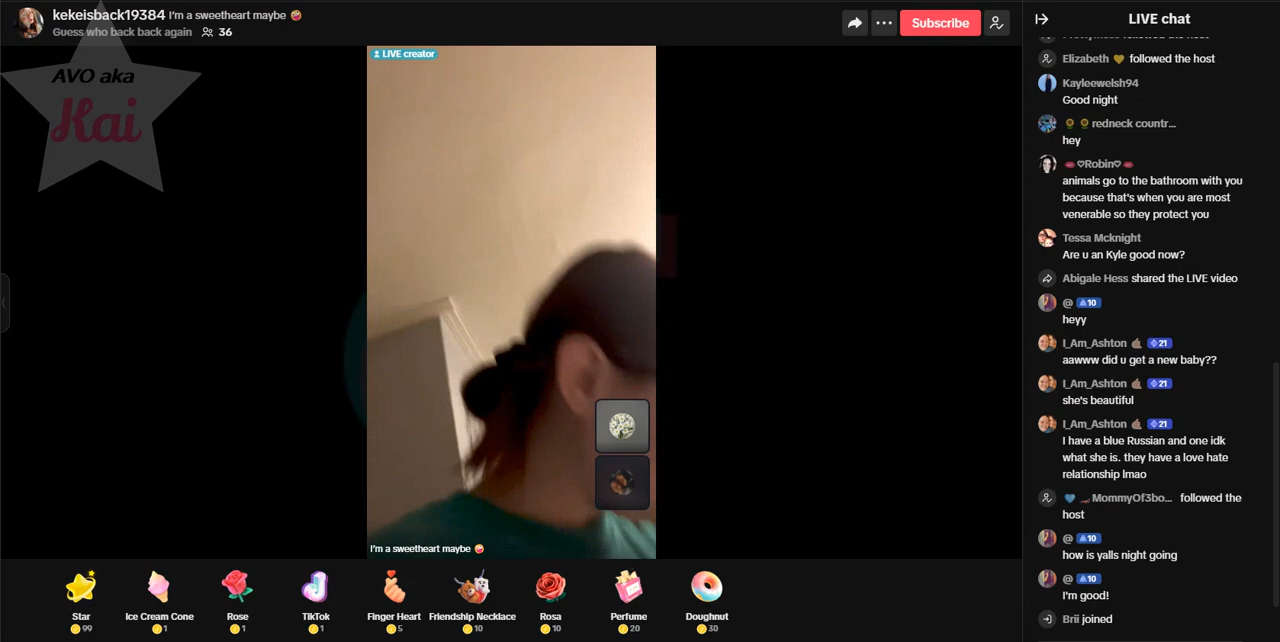 kekeisback19384 I'm a sweetheart maybe 🤪
Guess who back back again 36
Subscribe
LIVE chat
AVO aka
Kai
LIVE creator
I'm a sweetheart maybe 🤪
Star
99
Ice Cream Cone
1
Rose
1
TikTok
1
Finger Heart
5
Friendship Necklace
10
Rosa
10
Perfume
20
Doughnut
30
Elizabeth 💛 followed the host
Kayleewelsh94
Good night
🌻 🌻 redneck countr...
hey
🫦 ♡Robin♡ 🫦
animals go to the bathroom with you
because that's when you are most
venerable so they protect you
Tessa Mcknight
Are u an Kyle good now?
Abigale Hess shared the LIVE video
@ 10
heyy
I_Am_Ashton 21
aawww did u get a new baby??
I_Am_Ashton 21
she's beautiful
I_Am_Ashton 21
I have a blue Russian and one idk
what she is. they have a love hate
relationship lmao
MommyOf3bo... followed the
host
@ 10
how is yalls night going
@ 10
I'm good!
Brii joined